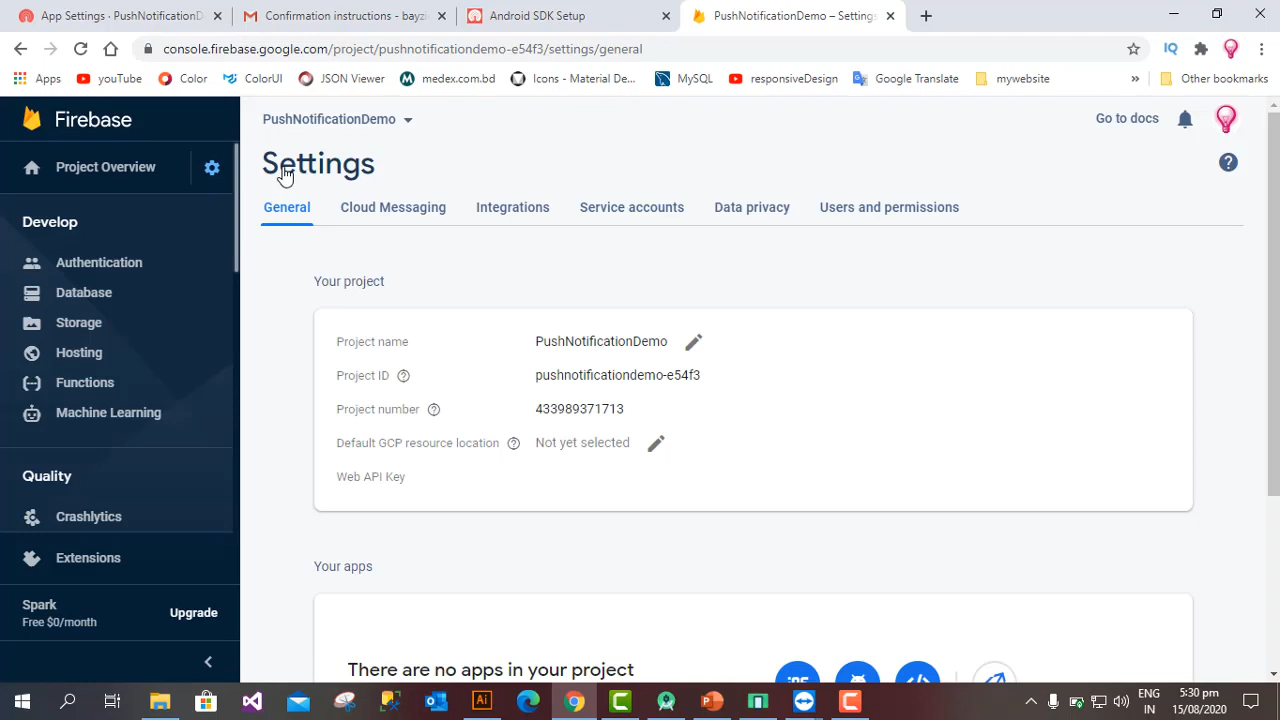 App Settings · PushNotificationD
Confirmation instructions - bayzi
Android SDK Setup
PushNotificationDemo – Settings
console.firebase.google.com/project/pushnotificationdemo-e54f3/settings/general
IQ
Apps
youTube
Color
ColorUI
JSON Viewer
medex.com.bd
Icons - Material De...
MySQL
responsiveDesign
Google Translate
mywebsite
»
Other bookmarks
Firebase
PushNotificationDemo
Go to docs
Project Overview
Settings
General
Cloud Messaging
Integrations
Service accounts
Data privacy
Users and permissions
Develop
Authentication
Database
Storage
Hosting
Functions
Machine Learning
Quality
Crashlytics
Extensions
Spark
Free $0/month
Upgrade
Your project
Project name
PushNotificationDemo
Project ID
pushnotificationdemo-e54f3
Project number
433989371713
Default GCP resource location
Not yet selected
Web API Key
Your apps
There are no apps in your project
iOS
ENG
IN
5:30 pm
15/08/2020